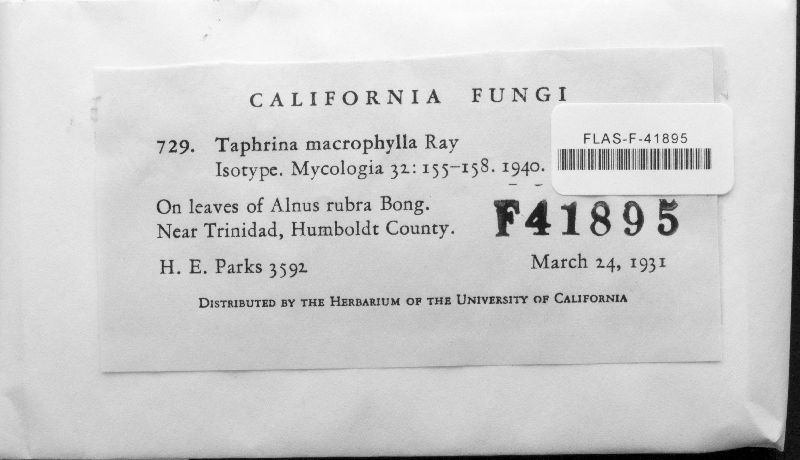 CALIFORNIA FUNGI
729. Taphrina macrophylla Ray
Isotype. Mycologia 32: 155–158. 1940.
FLAS-F-41895
On leaves of Alnus rubra Bong.
Near Trinidad, Humboldt County.
F41895
H. E. Parks 3592
March 24, 1931
Distributed by the Herbarium of the University of California